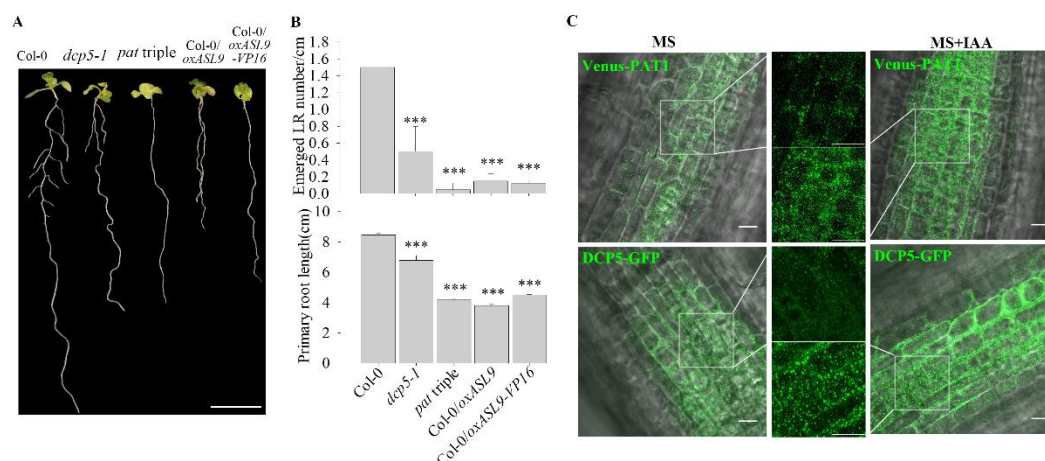 A
Col-0
dcp5-1
pat triple
Col-0/
oxASL9
Col-0/
oxASL9
-VP16
B
Emerged LR number/cm
1.8
1.6
1.4
1.2
1.0
0.8
0.6
0.4
0.2
0.0
***
***
***
***
Primary root length(cm)
10
8
6
4
2
0
***
***
***
***
Col-0
dcp5-1
pat triple
Col-0/oxASL9
Col-0/oxASL9-VP16
C
MS
MS+IAA
Venus-PAT1
Venus-PAT1
DCP5-GFP
DCP5-GFP